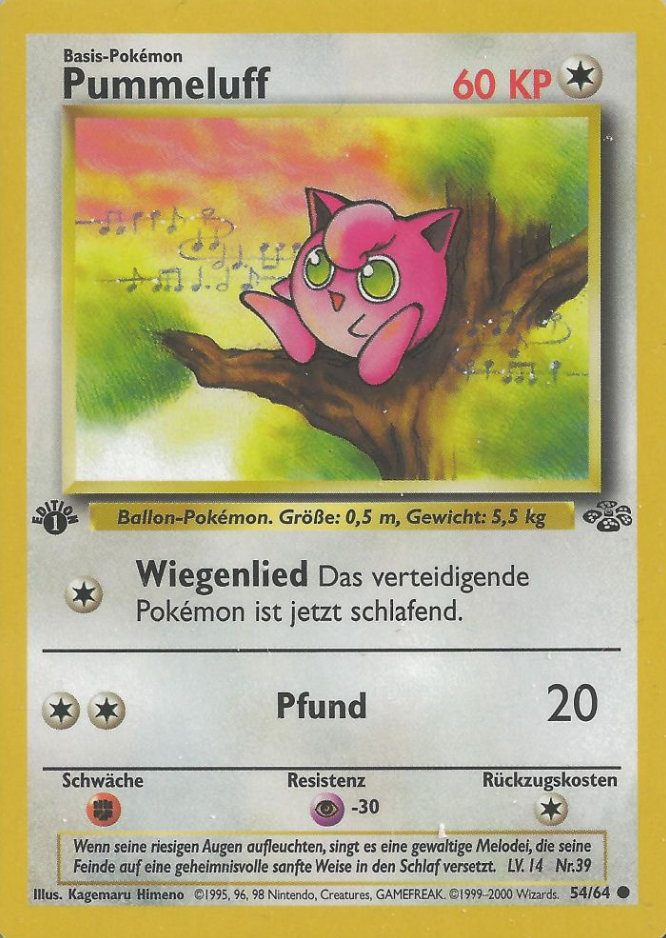 Basis-Pokémon
Pummeluff
60 KP
EDITION
1
Ballon-Pokémon. Größe: 0,5 m, Gewicht: 5,5 kg
Wiegenlied Das verteidigende
Pokémon ist jetzt schlafend.
Pfund 20
Schwäche Resistenz Rückzugskosten
-30
Wenn seine riesigen Augen aufleuchten, singt es eine gewaltige Melodei, die seine
Feinde auf eine geheimnisvolle sanfte Weise in den Schlaf versetzt. LV. 14 Nr.39
Illus. Kagemaru Himeno ©1995, 96, 98 Nintendo, Creatures, GAMEFREAK. ©1999-2000 Wizards. 54/64